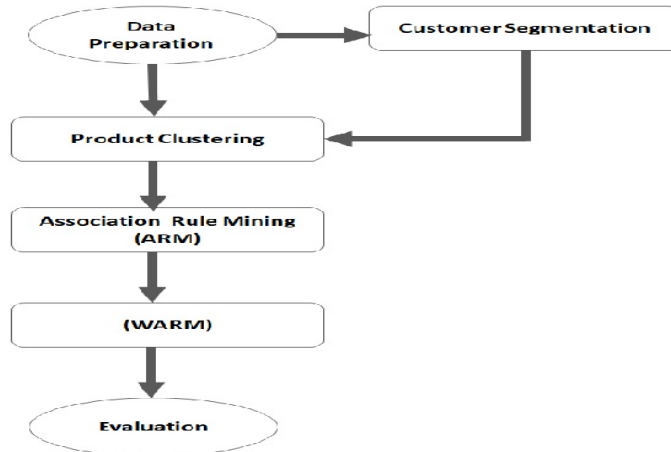 Data
Preparation
Customer Segmentation
Product Clustering
Association Rule Mining
(ARM)
(WARM)
Evaluation